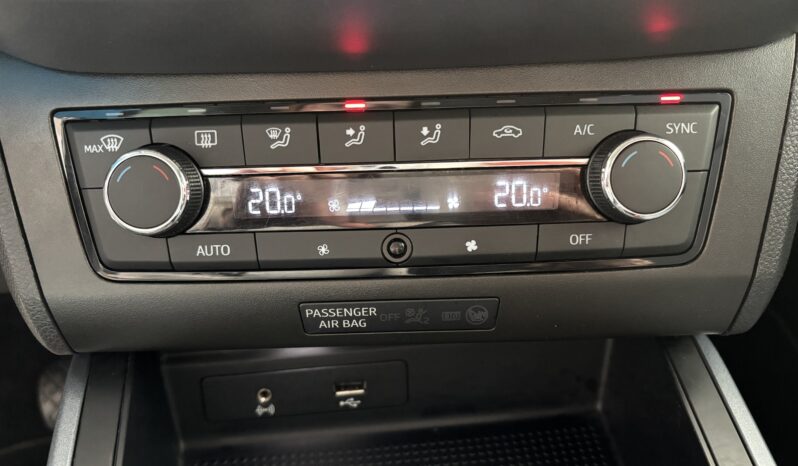 MAX
A/C
SYNC
20.0° 20.0°
AUTO
OFF
PASSENGER
AIR BAG
OFF